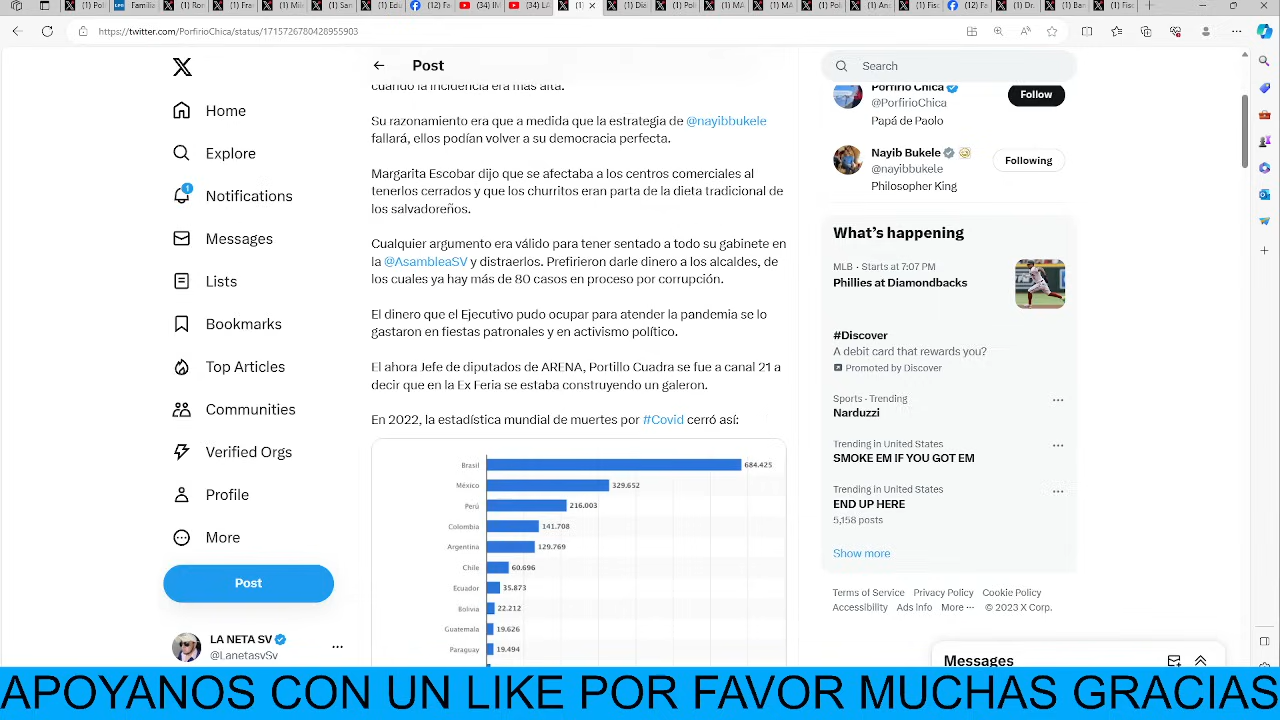 (1)
(1) Di
(1) Pol
https://twitter.com/PorfirioChica/status/1715726780428955903
Home
Explore
1
Notifications
Messages
Lists
Bookmarks
Top Articles
Communities
Verified Orgs
Profile
More
Post
LA NETA SV
@LanetasvSv
Post
cuando la incidencia era más alta.
Su razonamiento era que a medida que la estrategia de @nayibbukele
fallará, ellos podían volver a su democracia perfecta.
Margarita Escobar dijo que se afectaba a los centros comerciales al
tenerlos cerrados y que los churritos eran parte de la dieta tradicional de
los salvadoreños.
Cualquier argumento era válido para tener sentado a todo su gabinete en
la @AsambleaSV y distraerlos. Prefirieron darle dinero a los alcaldes, de
los cuales ya hay más de 80 casos en proceso por corrupción.
El dinero que el Ejecutivo pudo ocupar para atender la pandemia se lo
gastaron en fiestas patronales y en activismo político.
El ahora Jefe de diputados de ARENA, Portillo Cuadra se fue a canal 21 a
decir que en la Ex Feria se estaba construyendo un galeron.
En 2022, la estadística mundial de muertes por #Covid cerró así:
Brasil 684.425
México 329.652
Perú 216.003
Colombia 141.708
Argentina 129.769
Chile 60.696
Ecuador 35.873
Bolivia 22.212
Guatemala 19.626
Paraguay 19.494
Search
Porfirio Chica
@PorfirioChica
Follow
Papá de Paolo
Nayib Bukele
@nayibbukele
Following
Philosopher King
What's happening
MLB · Starts at 7:07 PM
Phillies at Diamondbacks
#Discover
A debit card that rewards you?
Promoted by Discover
Sports · Trending
Narduzzi
Trending in United States
SMOKE EM IF YOU GOT EM
Trending in United States
END UP HERE
5,158 posts
Show more
Terms of Service Privacy Policy Cookie Policy
Accessibility Ads Info More ··· © 2023 X Corp.
Messages
APOYANOS CON UN LIKE POR FAVOR MUCHAS GRACIAS